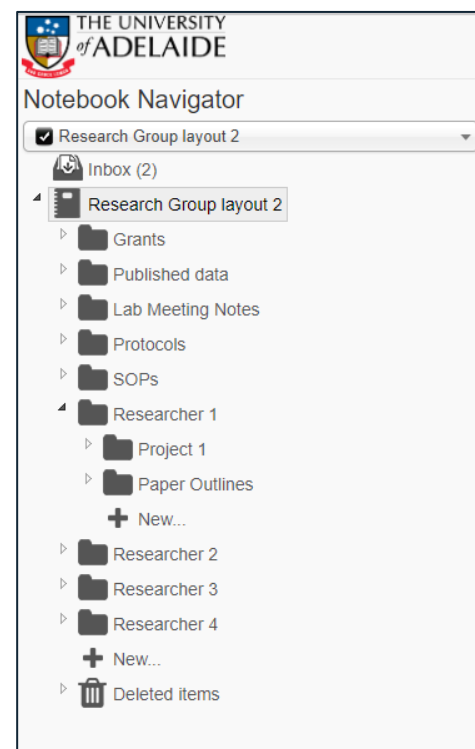 THE UNIVERSITY
of ADELAIDE
Notebook Navigator
Research Group layout 2
Inbox (2)
Research Group layout 2
Grants
Published data
Lab Meeting Notes
Protocols
SOPs
Researcher 1
Project 1
Paper Outlines
New...
Researcher 2
Researcher 3
Researcher 4
New...
Deleted items